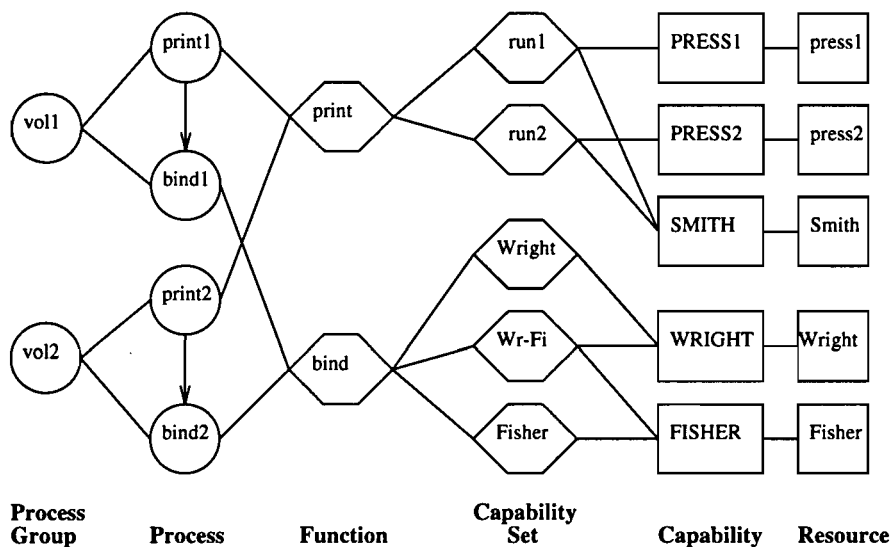 print1
run1
PRESS1
press1
vol1
print
run2
PRESS2
press2
bind1
SMITH
Smith
Wright
print2
vol2
bind
Wr-Fi
WRIGHT
Wright
bind2
Fisher
FISHER
Fisher
Process
Group
Process
Function
Capability
Set
Capability
Resource